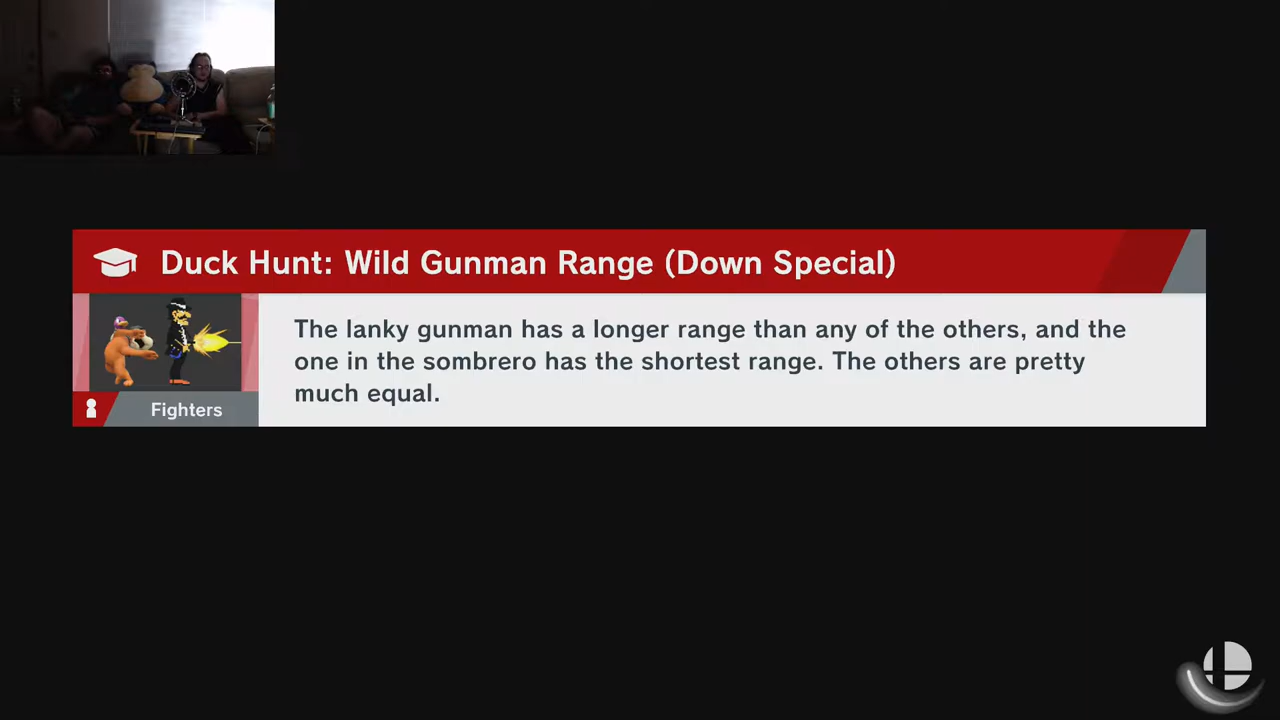 Duck Hunt: Wild Gunman Range (Down Special)
The lanky gunman has a longer range than any of the others, and the
one in the sombrero has the shortest range. The others are pretty
much equal.
Fighters